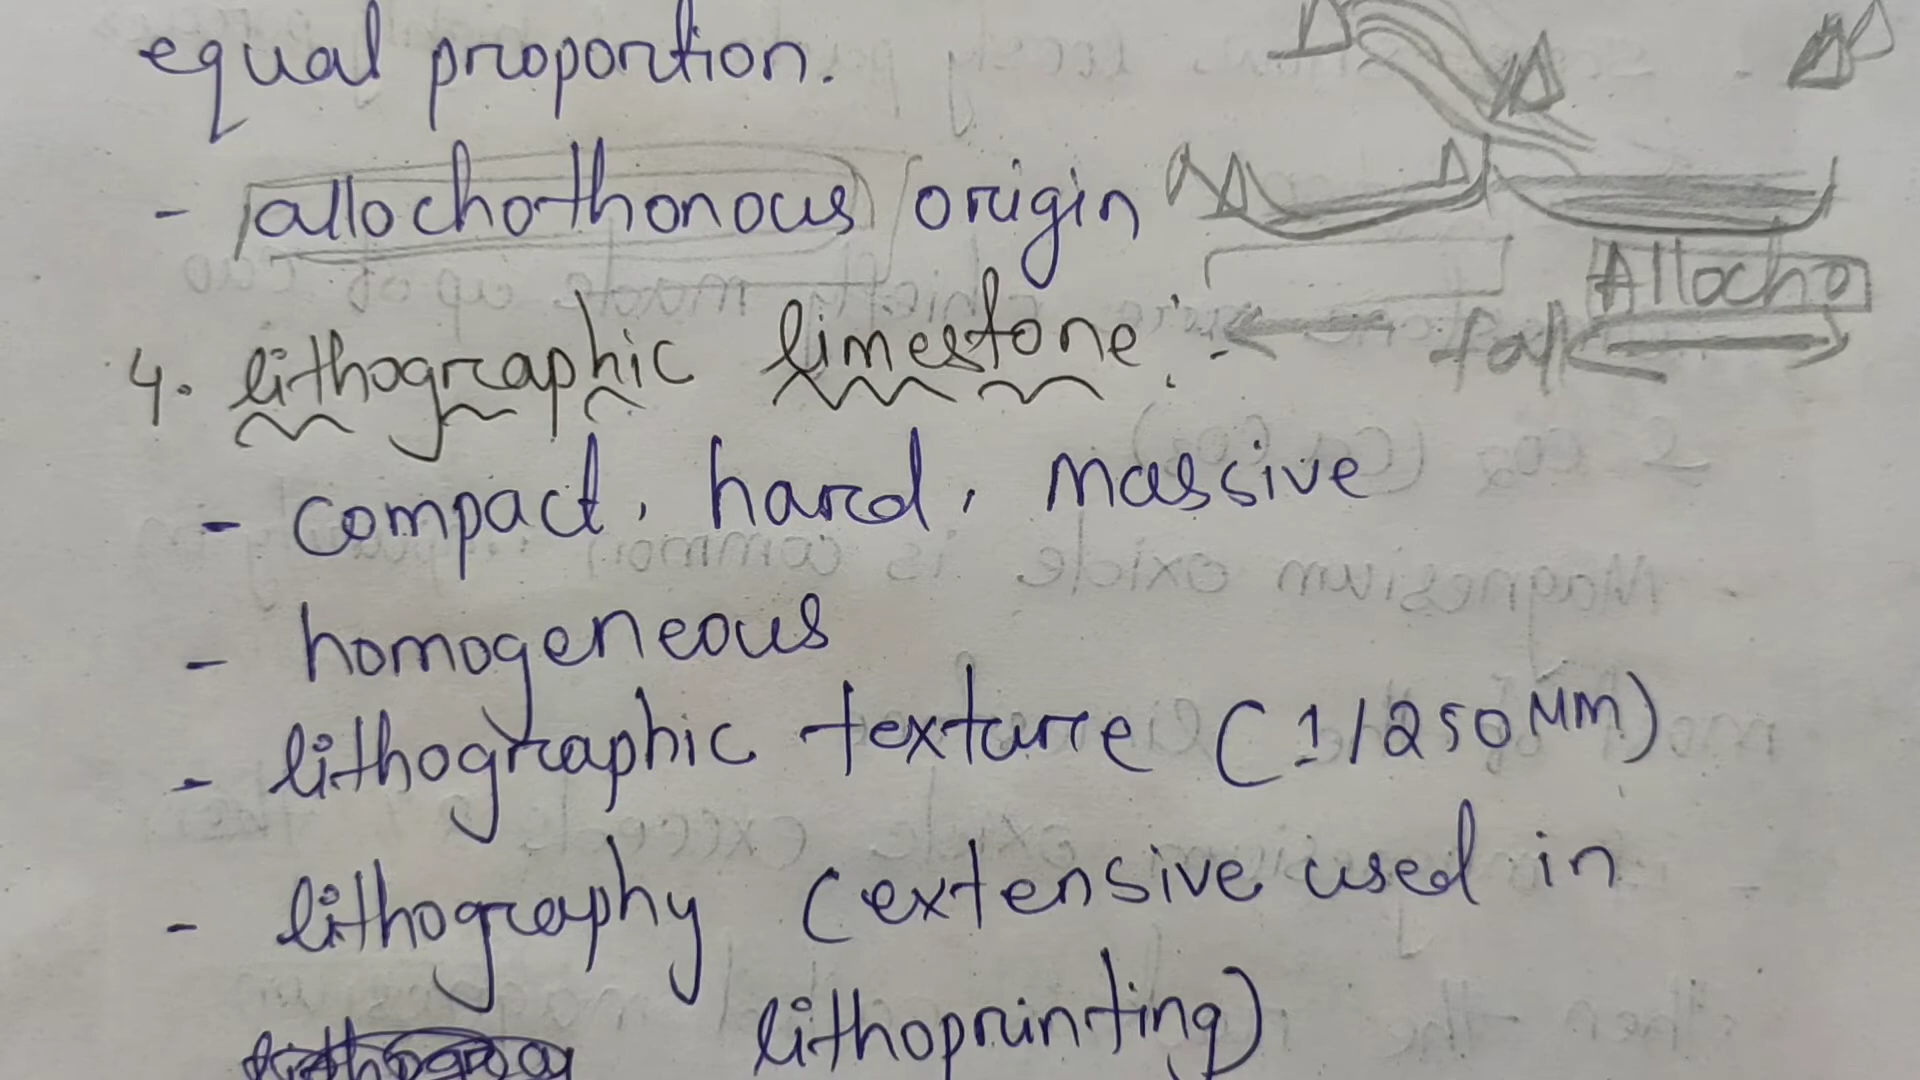 equal proportion.
- allochothonous origin
Allocho
4. lithographic limestone :-
- compact, hard, massive
- homogeneous
- lithographic texture (1/250 μm)
- lithography (extensive used in
lithoprinting)